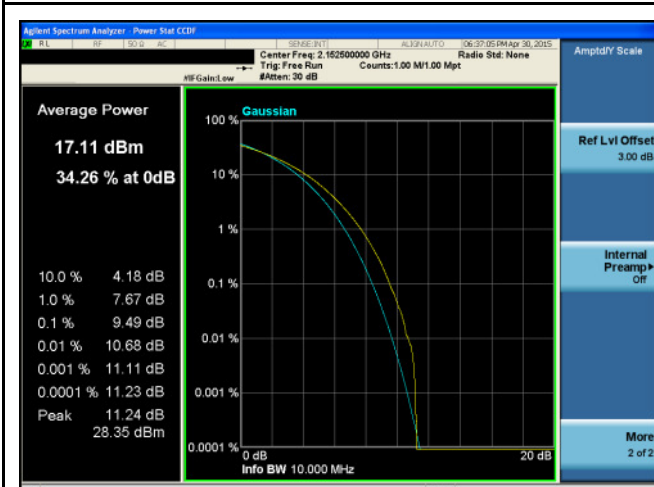 Agilent Spectrum Analyzer - Power Stat CCDF
RL RF 50 Ω AC SENSE:INT ALIGN AUTO 06:37:05 PM Apr 30, 2015
Center Freq: 2.152500000 GHz Radio Std: None
Trig: Free Run Counts:1.00 M/1.00 Mpt
#IFGain:Low #Atten: 30 dB
Average Power
17.11 dBm
34.26 % at 0dB
10.0 % 4.18 dB
1.0 % 7.67 dB
0.1 % 9.49 dB
0.01 % 10.68 dB
0.001 % 11.11 dB
0.0001 % 11.23 dB
Peak 11.24 dB
28.35 dBm
Gaussian
100 %
10 %
1 %
0.1 %
0.01 %
0.001 %
0.0001 %
0 dB 20 dB
Info BW 10.000 MHz
Amptd/Y Scale
Ref Lvl Offset
3.00 dB
Internal
Preamp
Off
More
2 of 2